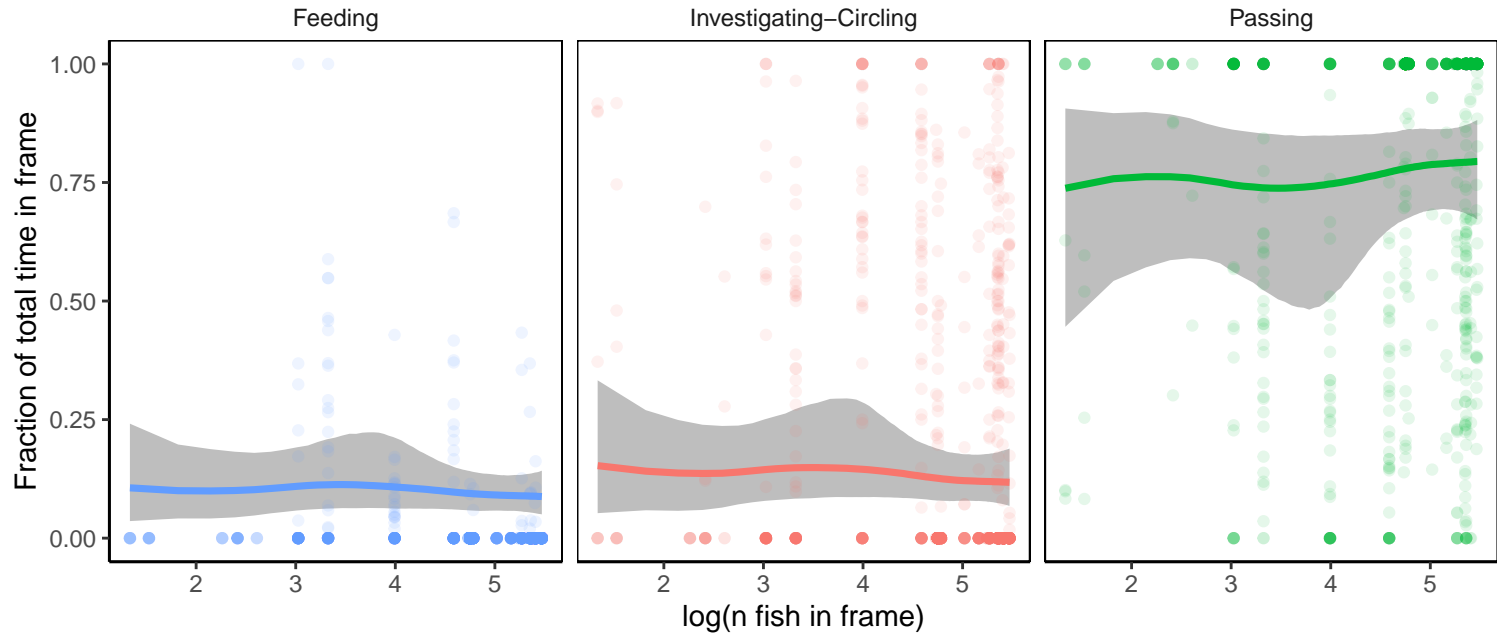 Feeding
Investigating−Circling
Passing
Fraction of total time in frame
1.00
0.75
0.50
0.25
0.00
2 3 4 5
2 3 4 5
2 3 4 5
log(n fish in frame)